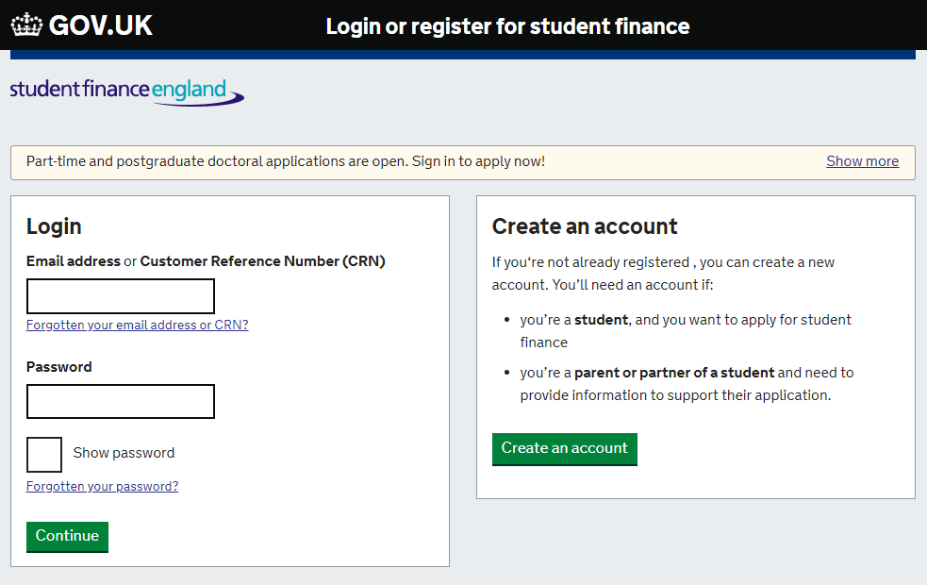 GOV.UK
Login or register for student finance
studentfinanceengland
Part-time and postgraduate doctoral applications are open. Sign in to apply now!
Show more
Login
Email address or Customer Reference Number (CRN)
Forgotten your email address or CRN?
Password
Show password
Forgotten your password?
Continue
Create an account
If you're not already registered , you can create a new
account. You'll need an account if:
• you're a student, and you want to apply for student
finance
• you're a parent or partner of a student and need to
provide information to support their application.
Create an account